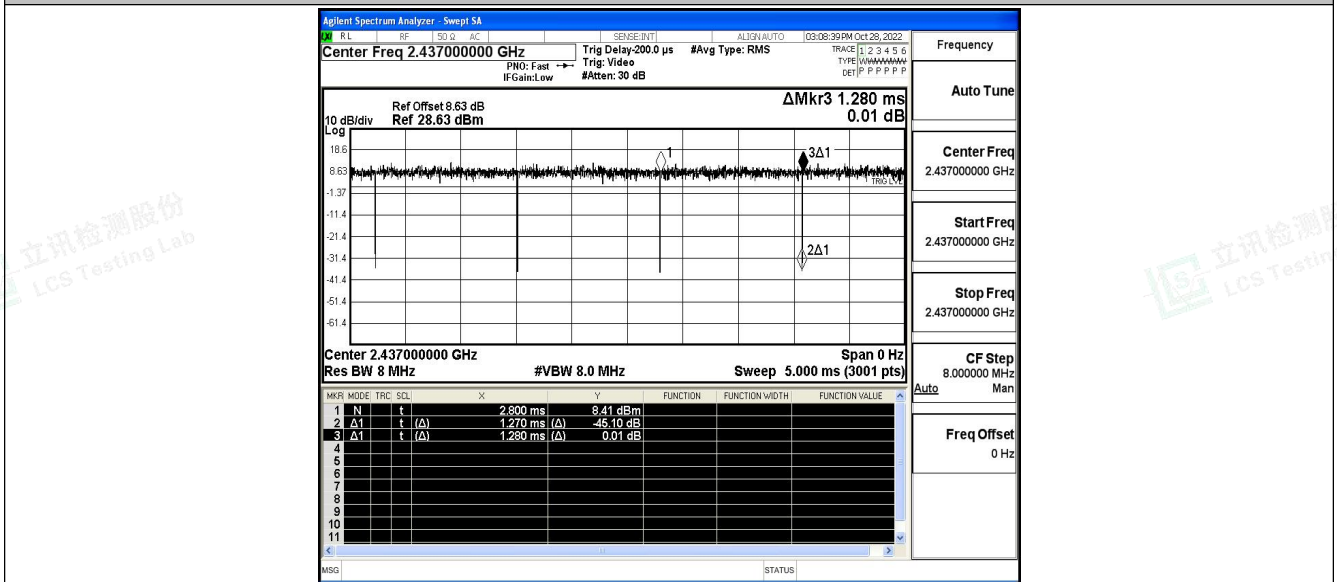 Agilent Spectrum Analyzer - Swept SA
LXI RL RF 50 Ω AC SENSE:INT ALIGN AUTO 03:08:39 PM Oct 28, 2022
Center Freq 2.437000000 GHz
PNO: Fast
IFGain:Low
Trig Delay-200.0 µs
Trig: Video
#Atten: 30 dB
#Avg Type: RMS
TRACE 1 2 3 4 5 6
TYPE
DET P P P P P P
ΔMkr3 1.280 ms
0.01 dB
Ref Offset 8.63 dB
10 dB/div Ref 28.63 dBm
Log
18.6
8.63
-1.37
-11.4
-21.4
-31.4
-41.4
-51.4
-61.4
1
3Δ1
TRIG LVL
2Δ1
Center 2.437000000 GHz Span 0 Hz
Res BW 8 MHz #VBW 8.0 MHz Sweep 5.000 ms (3001 pts)
MKR MODE TRC SCL X Y FUNCTION FUNCTION WIDTH FUNCTION VALUE
1 N t 2.800 ms 8.41 dBm
2 Δ1 t (Δ) 1.270 ms (Δ) -45.10 dB
3 Δ1 t (Δ) 1.280 ms (Δ) 0.01 dB
4
5
6
7
8
9
10
11
MSG STATUS
Frequency
Auto Tune
Center Freq
2.437000000 GHz
Start Freq
2.437000000 GHz
Stop Freq
2.437000000 GHz
CF Step
8.000000 MHz
Auto Man
Freq Offset
0 Hz
立讯检测股份
LCS Testing Lab
LCS
立讯检测股
LCS Testin